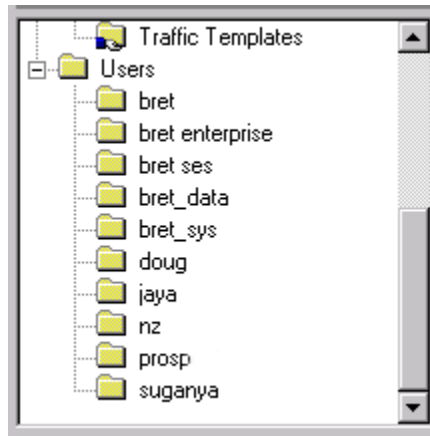 Traffic Templates
Users
bret
bret enterprise
bret ses
bret_data
bret_sys
doug
jaya
nz
prosp
suganya